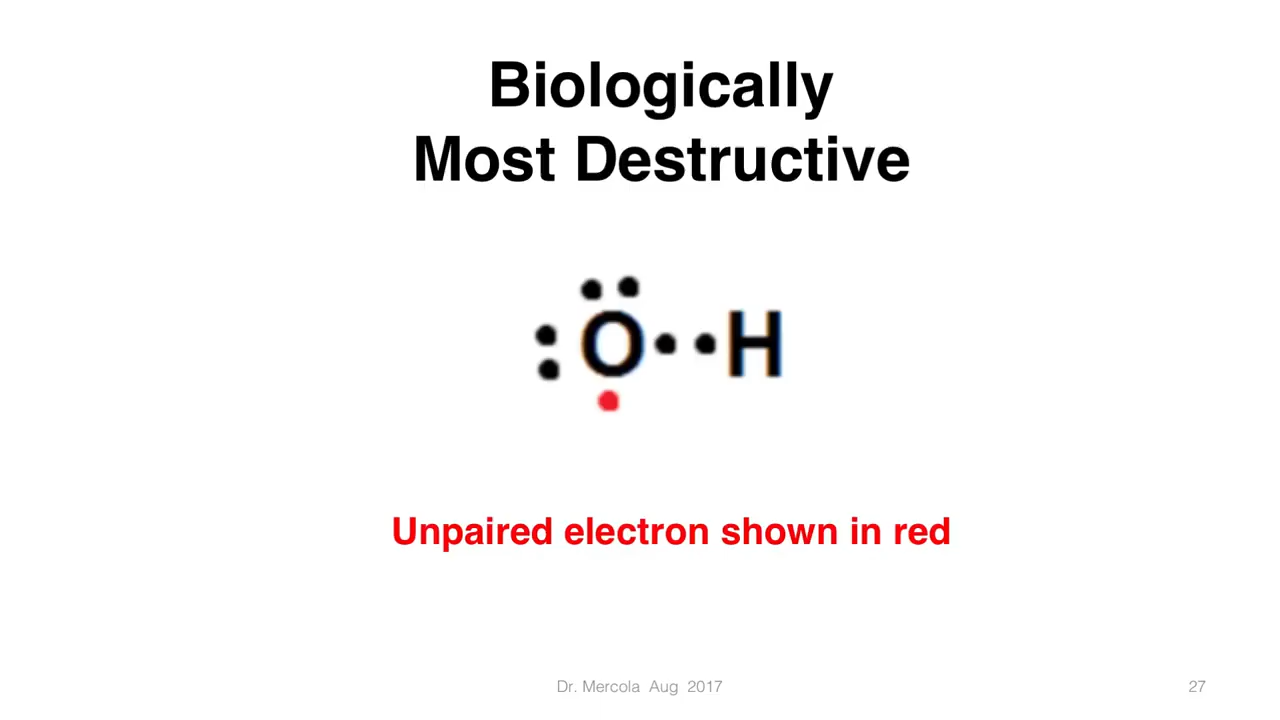 Biologically
Most Destructive
O H
Unpaired electron shown in red
Dr. Mercola Aug 2017
27